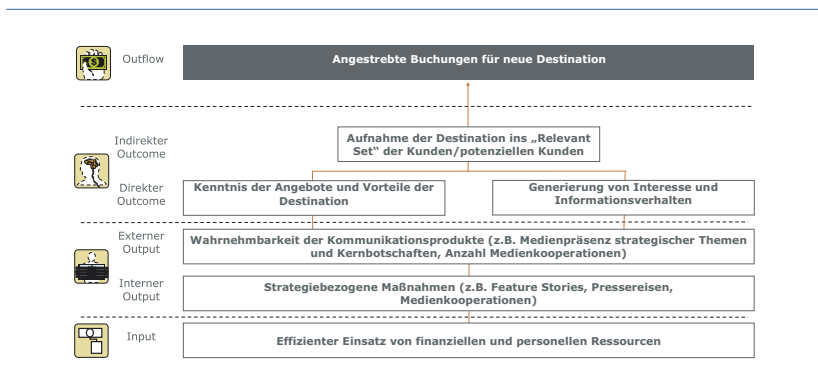 Outflow
Angestrebte Buchungen für neue Destination
Indirekter
Outcome
Aufnahme der Destination ins „Relevant
Set“ der Kunden/potenziellen Kunden
Direkter
Outcome
Kenntnis der Angebote und Vorteile der
Destination
Generierung von Interesse und
Informationsverhalten
Externer
Output
Wahrnehmbarkeit der Kommunikationsprodukte (z.B. Medienpräsenz strategischer Themen
und Kernbotschaften, Anzahl Medienkooperationen)
Interner
Output
Strategiebezogene Maßnahmen (z.B. Feature Stories, Pressereisen,
Medienkooperationen)
Input
Effizienter Einsatz von finanziellen und personellen Ressourcen